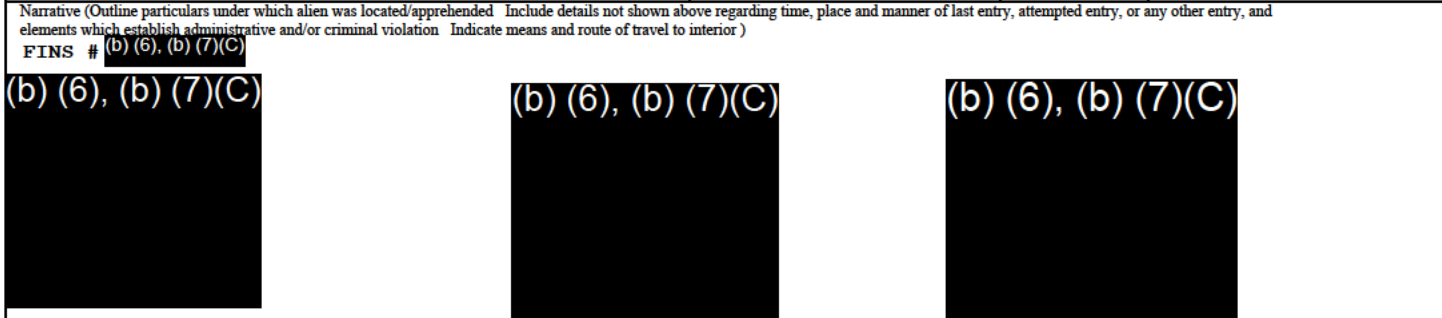 Narrative (Outline particulars under which alien was located/apprehended Include details not shown above regarding time, place and manner of last entry, attempted entry, or any other entry, and
elements which establish administrative and/or criminal violation Indicate means and route of travel to interior )
FINS # (b) (6), (b) (7)(C)
(b) (6), (b) (7)(C) (b) (6), (b) (7)(C) (b) (6), (b) (7)(C)